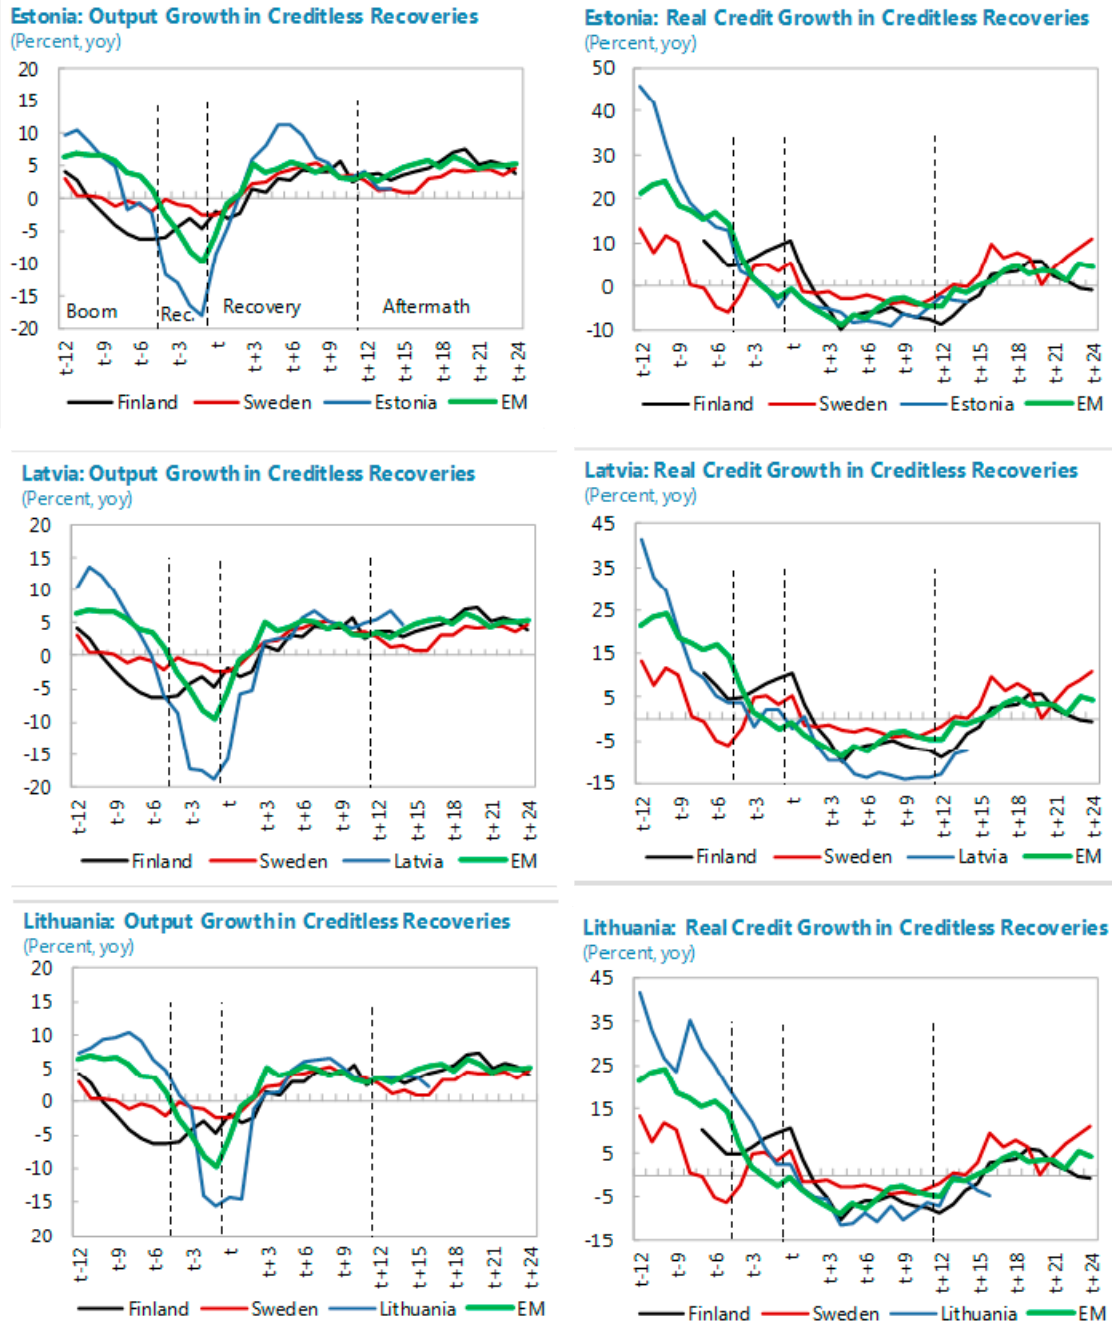 Estonia: Output Growth in Creditless Recoveries
(Percent, yoy)
20
15
10
5
0
-5
-10
-15
-20
Boom
Rec.
Recovery
Aftermath
t-12
t-9
t-6
t-3
t
t+3
t+6
t+9
t+12
t+15
t+18
t+21
t+24
Finland
Sweden
Estonia
EM
Estonia: Real Credit Growth in Creditless Recoveries
(Percent, yoy)
50
40
30
20
10
0
-10
t-12
t-9
t-6
t-3
t
t+3
t+6
t+9
t+12
t+15
t+18
t+21
t+24
Finland
Sweden
Estonia
EM
Latvia: Output Growth in Creditless Recoveries
(Percent, yoy)
20
15
10
5
0
-5
-10
-15
-20
t-12
t-9
t-6
t-3
t
t+3
t+6
t+9
t+12
t+15
t+18
t+21
t+24
Finland
Sweden
Latvia
EM
Latvia: Real Credit Growth in Creditless Recoveries
(Percent, yoy)
45
35
25
15
5
-5
-15
t-12
t-9
t-6
t-3
t
t+3
t+6
t+9
t+12
t+15
t+18
t+21
t+24
Finland
Sweden
Latvia
EM
Lithuania: Output Growth in Creditless Recoveries
(Percent, yoy)
20
15
10
5
0
-5
-10
-15
20
t-12
t-9
t-6
t-3
t
t+3
t+6
t+9
t+12
t+15
t+18
t+21
t+24
Finland
Sweden
Lithuania
EM
Lithuania: Real Credit Growth in Creditless Recoveries
(Percent, yoy)
45
35
25
15
5
-5
-15
t-12
t-9
t-6
t-3
t
t+3
t+6
t+9
t+12
t+15
t+18
t+21
t+24
Finland
Sweden
Lithuania
EM